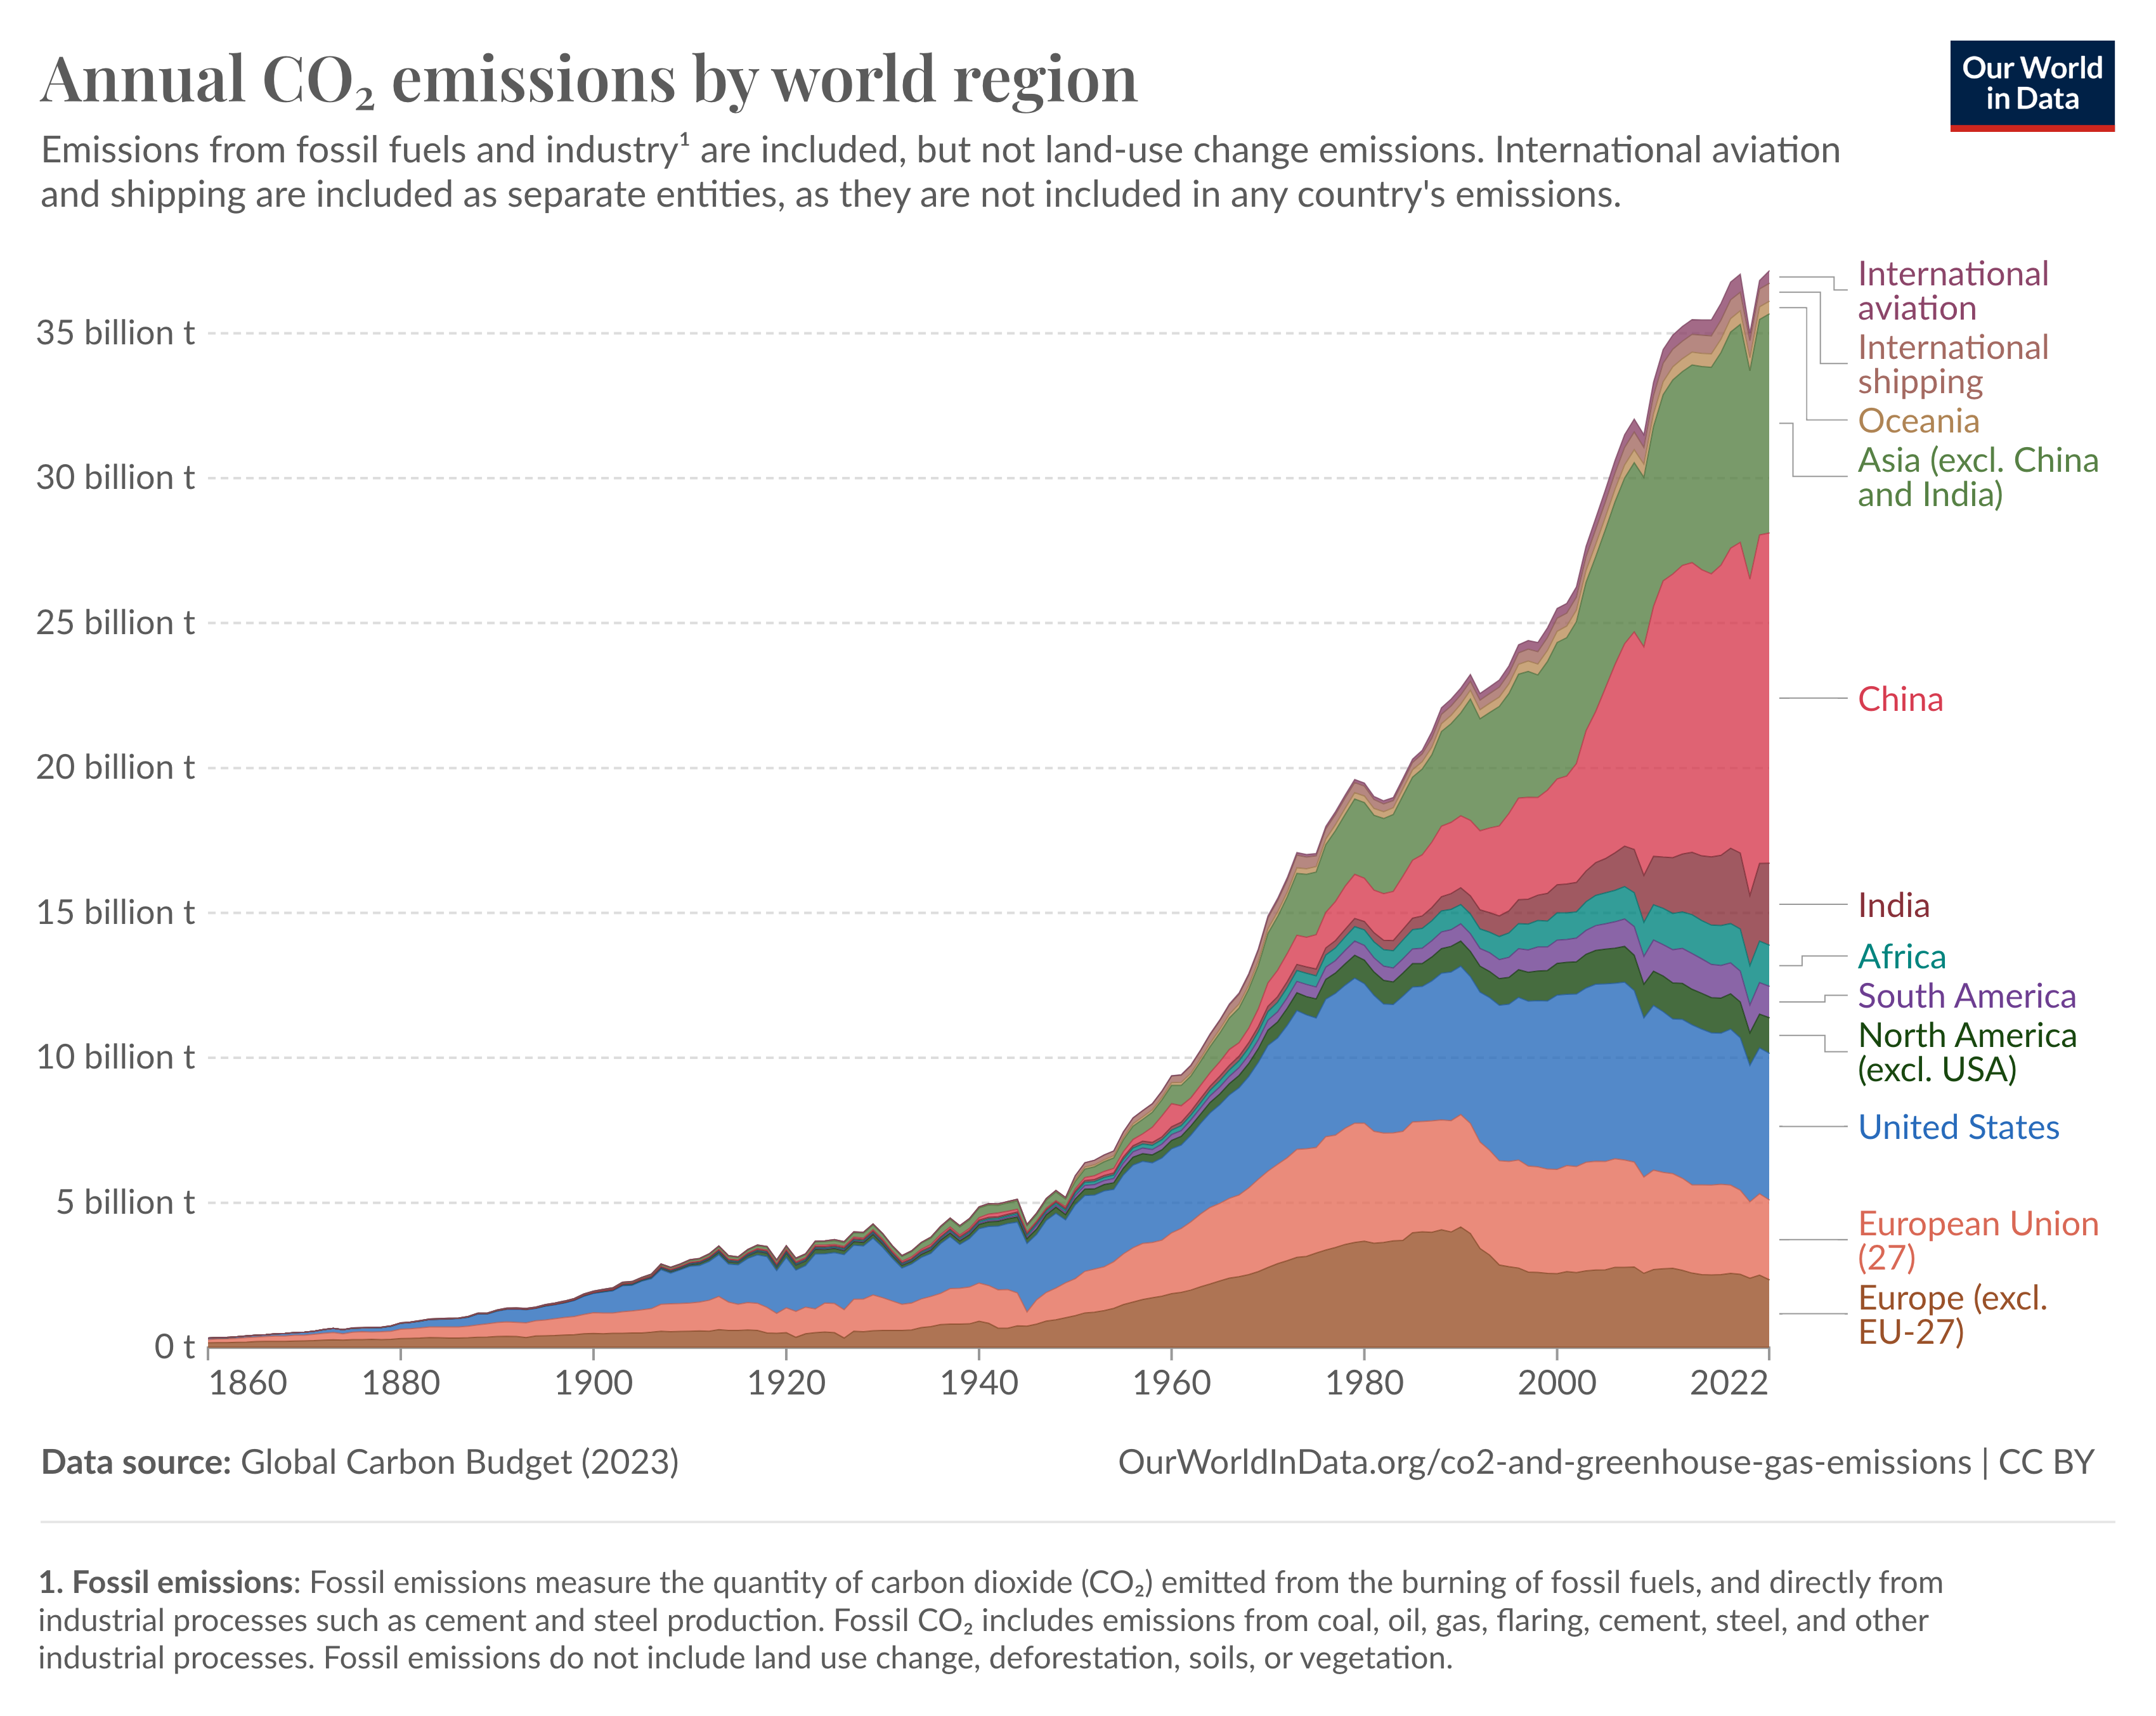 Annual CO₂ emissions by world region
Our World
in Data
Emissions from fossil fuels and industry¹ are included, but not land-use change emissions. International aviation
and shipping are included as separate entities, as they are not included in any country's emissions.
35 billion t
30 billion t
25 billion t
20 billion t
15 billion t
10 billion t
5 billion t
0 t
International
aviation
International
shipping
Oceania
Asia (excl. China
and India)
China
India
Africa
South America
North America
(excl. USA)
United States
European Union
(27)
Europe (excl.
EU-27)
1860 1880 1900 1920 1940 1960 1980 2000 2022
Data source: Global Carbon Budget (2023)
OurWorldInData.org/co2-and-greenhouse-gas-emissions | CC BY
1. Fossil emissions: Fossil emissions measure the quantity of carbon dioxide (CO₂) emitted from the burning of fossil fuels, and directly from
industrial processes such as cement and steel production. Fossil CO₂ includes emissions from coal, oil, gas, flaring, cement, steel, and other
industrial processes. Fossil emissions do not include land use change, deforestation, soils, or vegetation.